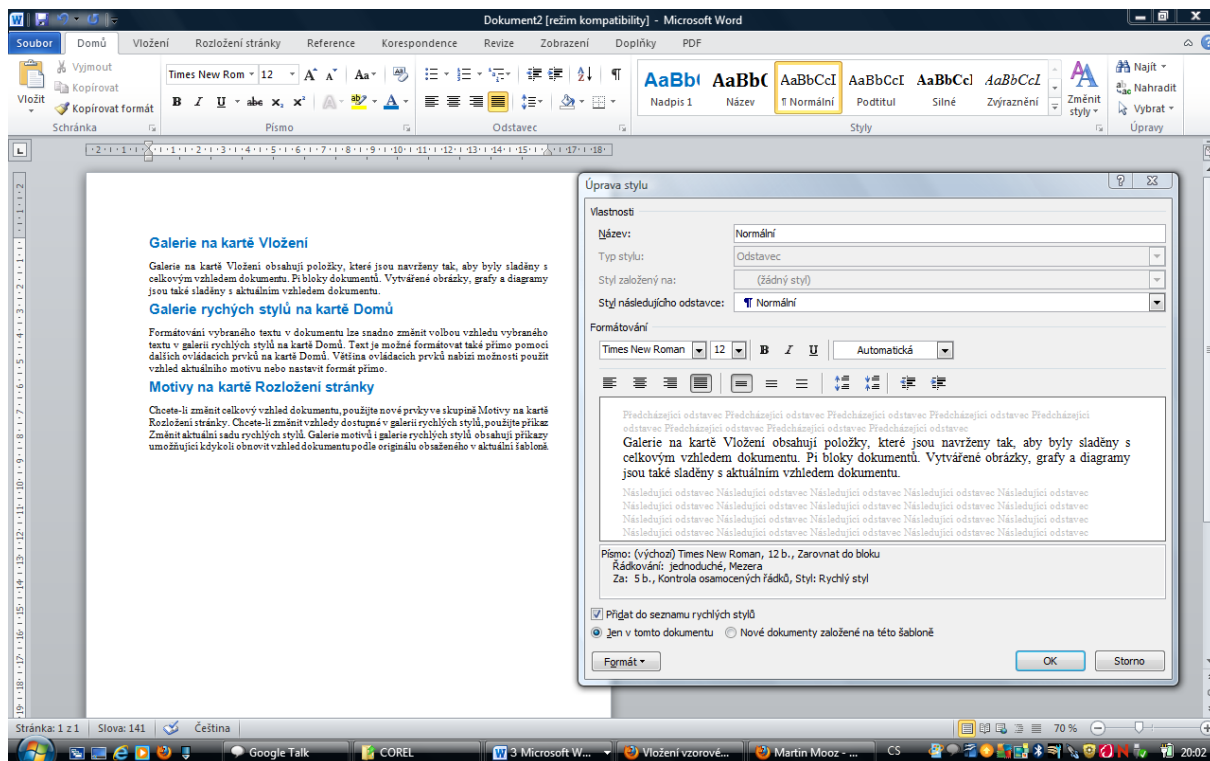 Dokument2 [režim kompatibility] - Microsoft Word
Soubor Domů Vložení Rozložení stránky Reference Korespondence Revize Zobrazení Doplňky PDF
Vložit
Vyjmout
Kopírovat
Kopírovat formát
Schránka
Times New Rom 12
Písmo
Odstavec
AaBb( AaBb( AaBbCcI AaBbCcI AaBbCcI AaBbCcI
Nadpis 1 Název ¶ Normální Podtitul Silné Zvýraznění
Změnit styly
Styly
Najít
Nahradit
Vybrat
Úpravy
Galerie na kartě Vložení
Galerie na kartě Vložení obsahují položky, které jsou navrženy tak, aby byly sladěny s
celkovým vzhledem dokumentu. Pi bloky dokumentů. Vytvářené obrázky, grafy a diagramy
jsou také sladěny s aktuálním vzhledem dokumentu.
Galerie rychých stylů na kartě Domů
Formátování vybraného textu v dokumentu lze snadno změnit volbou vzhledu vybraného
textu v galerii rychlých stylů na kartě Domů. Text je možné formátovat také přímo pomocí
dalších ovládacích prvků na kartě Domů. Většina ovládacích prvků nabízí možnosti použít
vzhled aktuálního motivu nebo nastavit formát přímo.
Motivy na kartě Rozložení stránky
Chcete-li změnit celkový vzhled dokumentu, použijte nové prvky ve skupině Motivy na kartě
Rozložení stránky. Chcete-li změnit vzhledy dostupné v galerii rychlých stylů, použijte příkaz
Změnit aktuální sadu rychlých stylů. Galerie motivů i galerie rychlých stylů obsahují příkazy
umožňující kdykoli obnovit vzhled dokumentu podle originálu obsaženého v aktuální šabloně.
Úprava stylu
Vlastnosti
Název: Normální
Typ stylu: Odstavec
Styl založený na: (žádný styl)
Styl následujícího odstavce: ¶ Normální
Formátování
Times New Roman 12 B I U Automatická
Předcházející odstavec Předcházející odstavec Předcházející odstavec Předcházející odstavec Předcházející
odstavec Předcházející odstavec Předcházející odstavec Předcházející odstavec
Galerie na kartě Vložení obsahují položky, které jsou navrženy tak, aby byly sladěny s
celkovým vzhledem dokumentu. Pi bloky dokumentů. Vytvářené obrázky, grafy a diagramy
jsou také sladěny s aktuálním vzhledem dokumentu.
Následující odstavec Následující odstavec Následující odstavec Následující odstavec Následující odstavec
Následující odstavec Následující odstavec Následující odstavec Následující odstavec Následující odstavec
Následující odstavec Následující odstavec Následující odstavec Následující odstavec Následující odstavec
Následující odstavec Následující odstavec Následující odstavec Následující odstavec Následující odstavec
Písmo: (výchozí) Times New Roman, 12 b., Zarovnat do bloku
Řádkování: jednoduché, Mezera
Za: 5 b., Kontrola osamocených řádků, Styl: Rychlý styl
Přidat do seznamu rychlých stylů
Jen v tomto dokumentu Nové dokumenty založené na této šabloně
Formát OK Storno
Stránka: 1 z 1 Slova: 141 Čeština 70 %
Google Talk COREL 3 Microsoft W... Vložení vzorové... Martin Mooz - ... CS 20:02